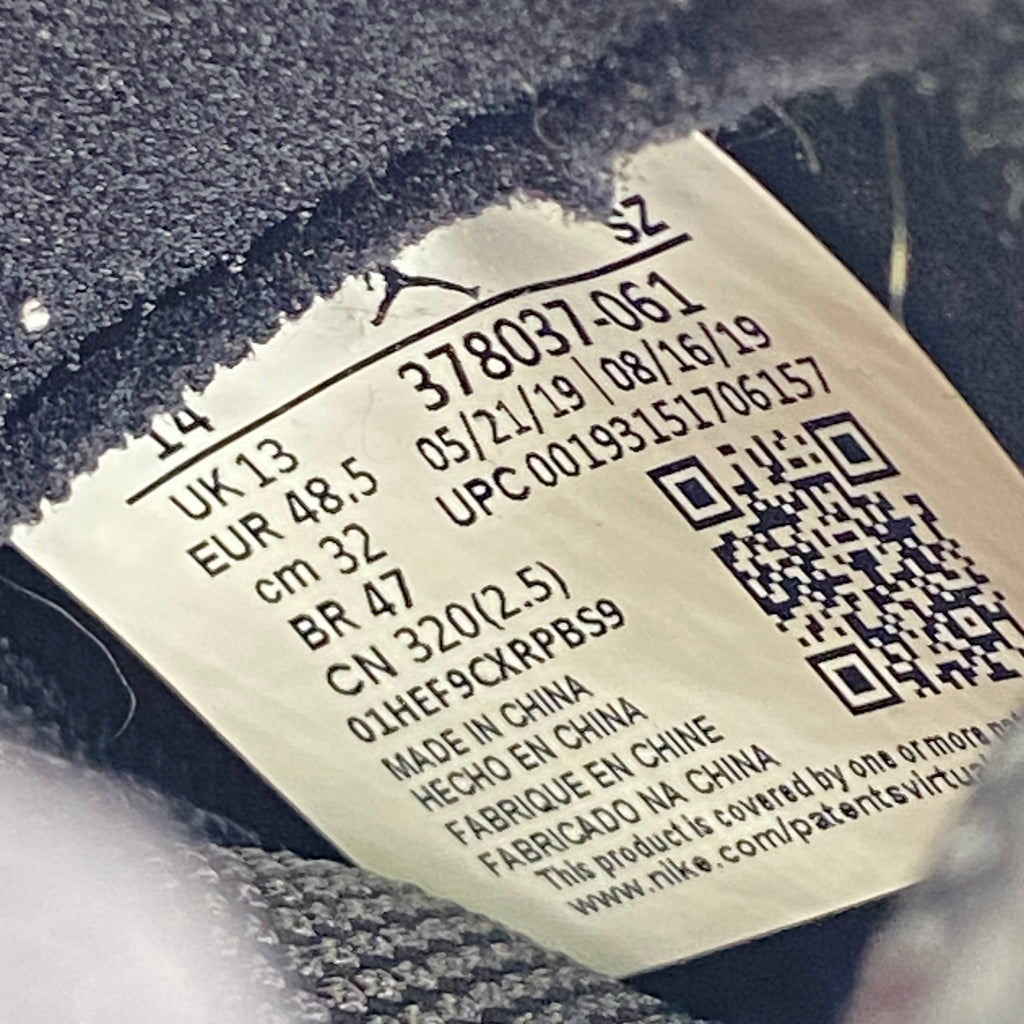 SZ
14
378037-061
UK 13
05/21/19 | 08/16/19
EUR 48.5
UPC 00193151706157
cm 32
BR 47
CN 320(2.5)
01HEF9CXRPBS9
MADE IN CHINA
HECHO EN CHINA
FABRIQUE EN CHINE
FABRICADO NA CHINA
This product is covered by one or more
www.nike.com/patentsvirtu